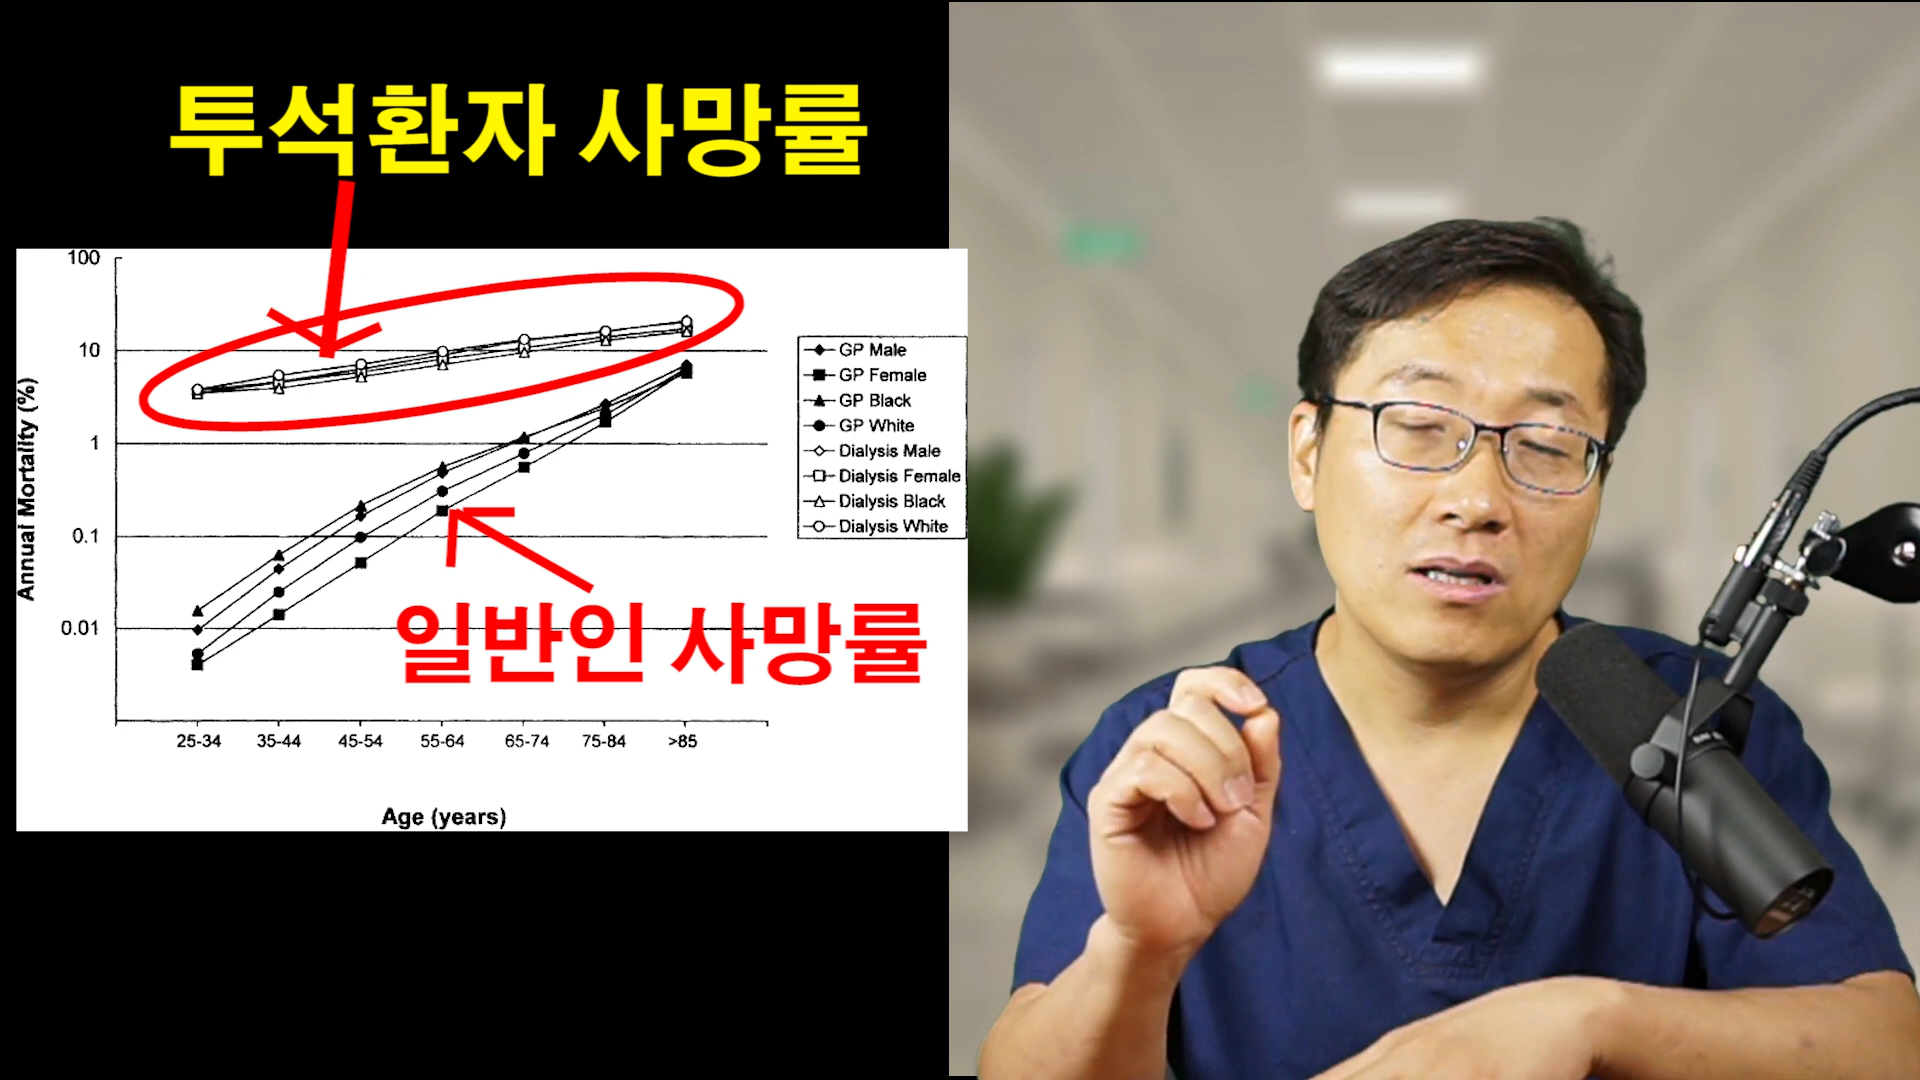 투석환자 사망률
100
10
1
0.1
0.01
Annual Mortality (%)
25-34 35-44 45-54 55-64 65-74 75-84 >85
Age (years)
GP Male
GP Female
GP Black
GP White
Dialysis Male
Dialysis Female
Dialysis Black
Dialysis White
일반인 사망률